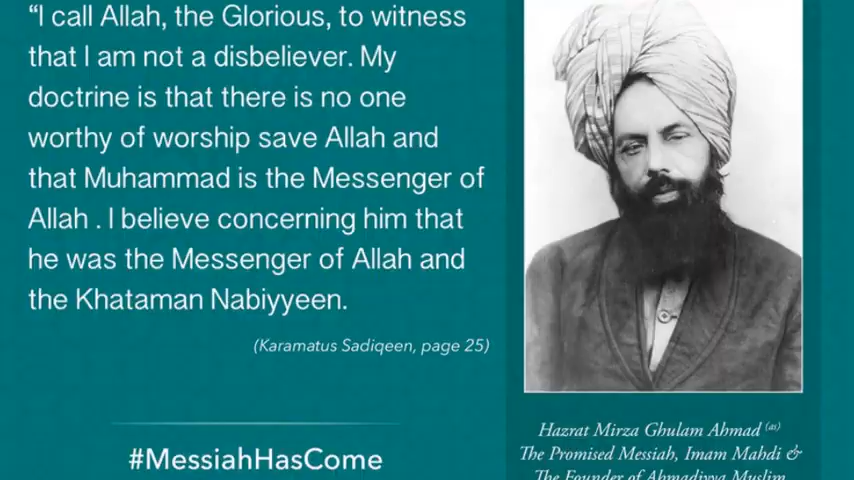 “I call Allah, the Glorious, to witness
that I am not a disbeliever. My
doctrine is that there is no one
worthy of worship save Allah and
that Muhammad is the Messenger of
Allah . I believe concerning him that
he was the Messenger of Allah and
the Khataman Nabiyyeen.
(Karamatus Sadiqeen, page 25)
#MessiahHasCome
Hazrat Mirza Ghulam Ahmad (as)
The Promised Messiah, Imam Mahdi &
The Founder of Ahmadiyya Muslim